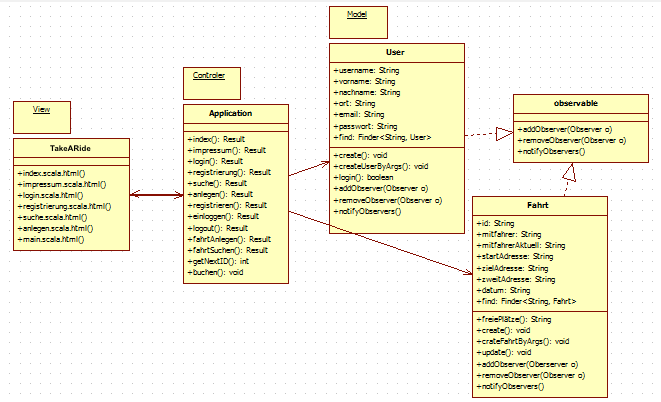 View
TakeARide
+index.scala.html()
+impressum.scala.html()
+login.scala.html()
+registrierung.scala.html()
+suche.scala.html()
+anlegen.scala.html()
+main.scala.html()
Controler
Application
+index(): Result
+impressum(): Result
+login(): Result
+registrierung(): Result
+suche(): Result
+anlegen(): Result
+registrieren(): Result
+einloggen(): Result
+logout(): Result
+fahrtAnlegen(): Result
+fahrtSuchen(): Result
+getNextID(): int
+buchen(): void
Model
User
+username: String
+vorname: String
+nachname: String
+ort: String
+email: String
+passwort: String
+find: Finder<String, User>
+create(): void
+createUserByArgs(): void
+login(): boolean
+addObserver(Observer o)
+removeObserver(Observer o)
+notifyObservers()
observable
+addObserver(Observer o)
+removeObserver(Observer o)
+notifyObservers()
Fahrt
+id: String
+mitfahrer: String
+mitfahrerAktuell: String
+startAdresse: String
+zielAdresse: String
+zweitAdresse: String
+datum: String
+find: Finder<String, Fahrt>
+freiePlätze(): String
+create(): void
+crateFahrtByArgs(): void
+update(): void
+addObserver(Oberserver o)
+removeObserver(Observer o)
+notifyObservers()